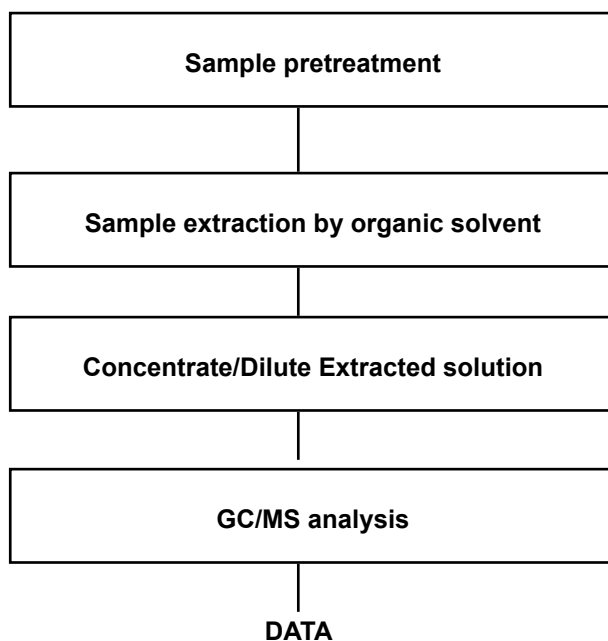 Sample pretreatment
Sample extraction by organic solvent
Concentrate/Dilute Extracted solution
GC/MS analysis
DATA